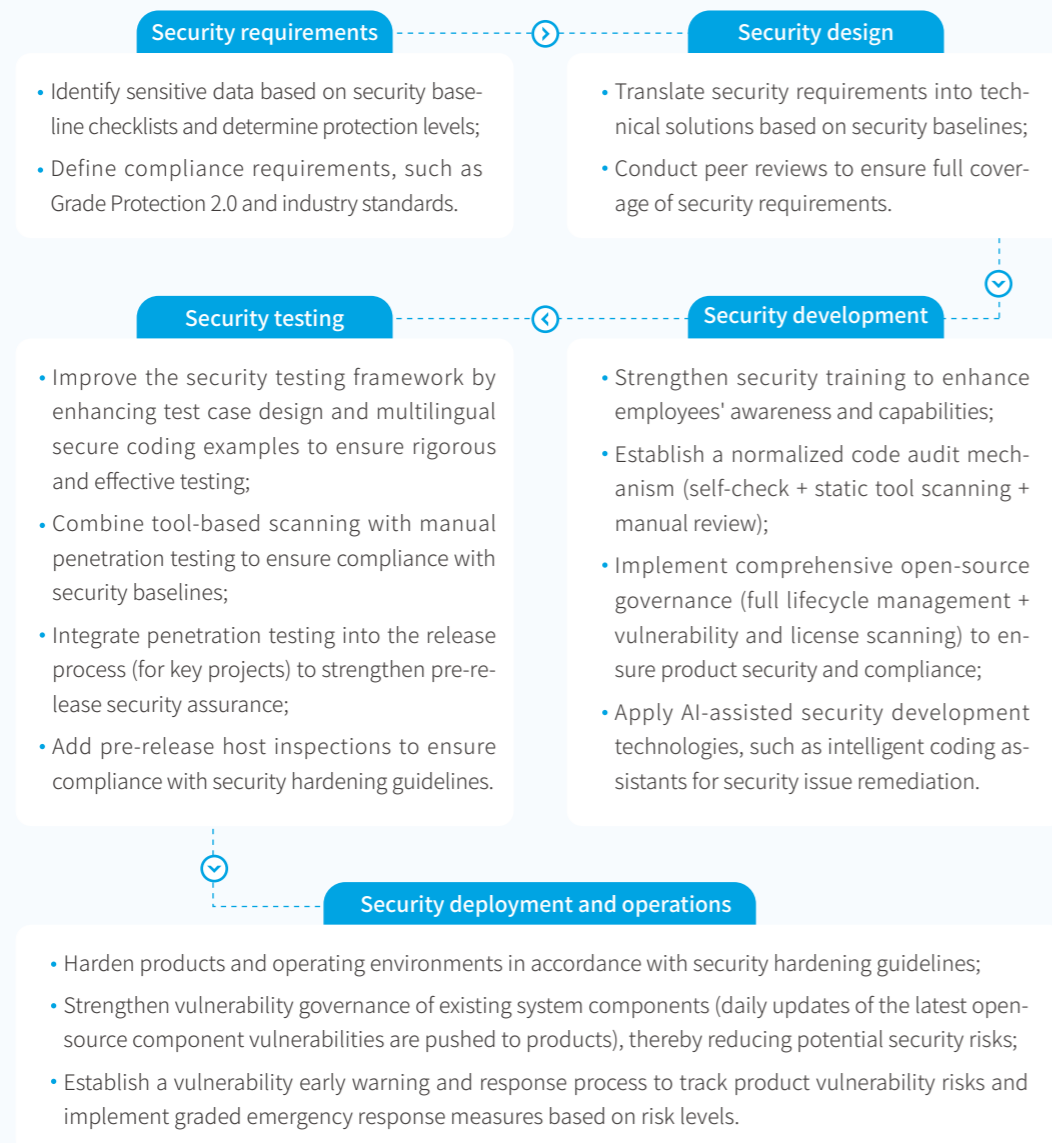 Security requirements
• Identify sensitive data based on security base-
line checklists and determine protection levels;
• Define compliance requirements, such as
Grade Protection 2.0 and industry standards.
Security design
• Translate security requirements into tech-
nical solutions based on security baselines;
• Conduct peer reviews to ensure full cover-
age of security requirements.
Security development
• Strengthen security training to enhance
employees' awareness and capabilities;
• Establish a normalized code audit mech-
anism (self-check + static tool scanning +
manual review);
• Implement comprehensive open-source
governance (full lifecycle management +
vulnerability and license scanning) to en-
sure product security and compliance;
• Apply AI-assisted security development
technologies, such as intelligent coding as-
sistants for security issue remediation.
Security testing
• Improve the security testing framework by
enhancing test case design and multilingual
secure coding examples to ensure rigorous
and effective testing;
• Combine tool-based scanning with manual
penetration testing to ensure compliance with
security baselines;
• Integrate penetration testing into the release
process (for key projects) to strengthen pre-re-
lease security assurance;
• Add pre-release host inspections to ensure
compliance with security hardening guidelines.
Security deployment and operations
• Harden products and operating environments in accordance with security hardening guidelines;
• Strengthen vulnerability governance of existing system components (daily updates of the latest open-
source component vulnerabilities are pushed to products), thereby reducing potential security risks;
• Establish a vulnerability early warning and response process to track product vulnerability risks and
implement graded emergency response measures based on risk levels.